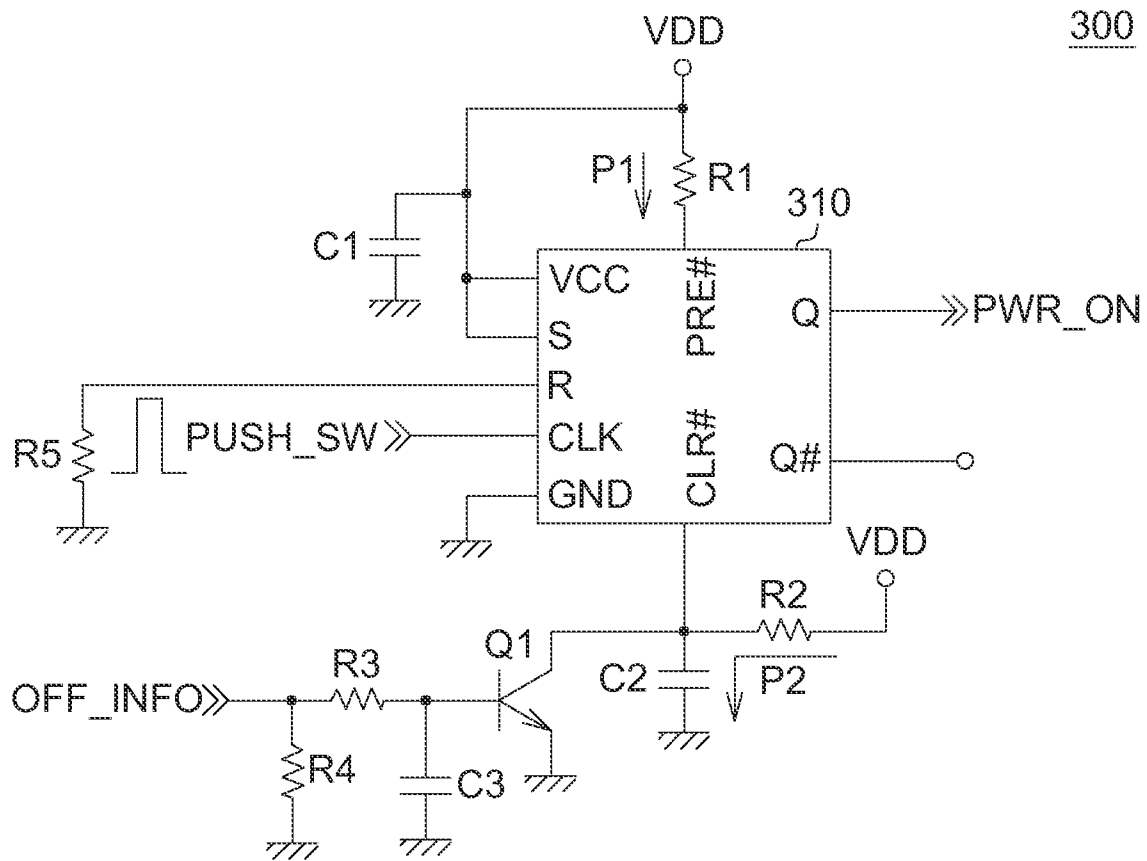 300
VDD
P1
R1
310
C1
VCC
PRE#
Q
PWR_ON
S
R
R5
PUSH_SW
CLK
CLR#
Q#
GND
VDD
R2
Q1
C2
P2
R3
OFF_INFO
R4
C3